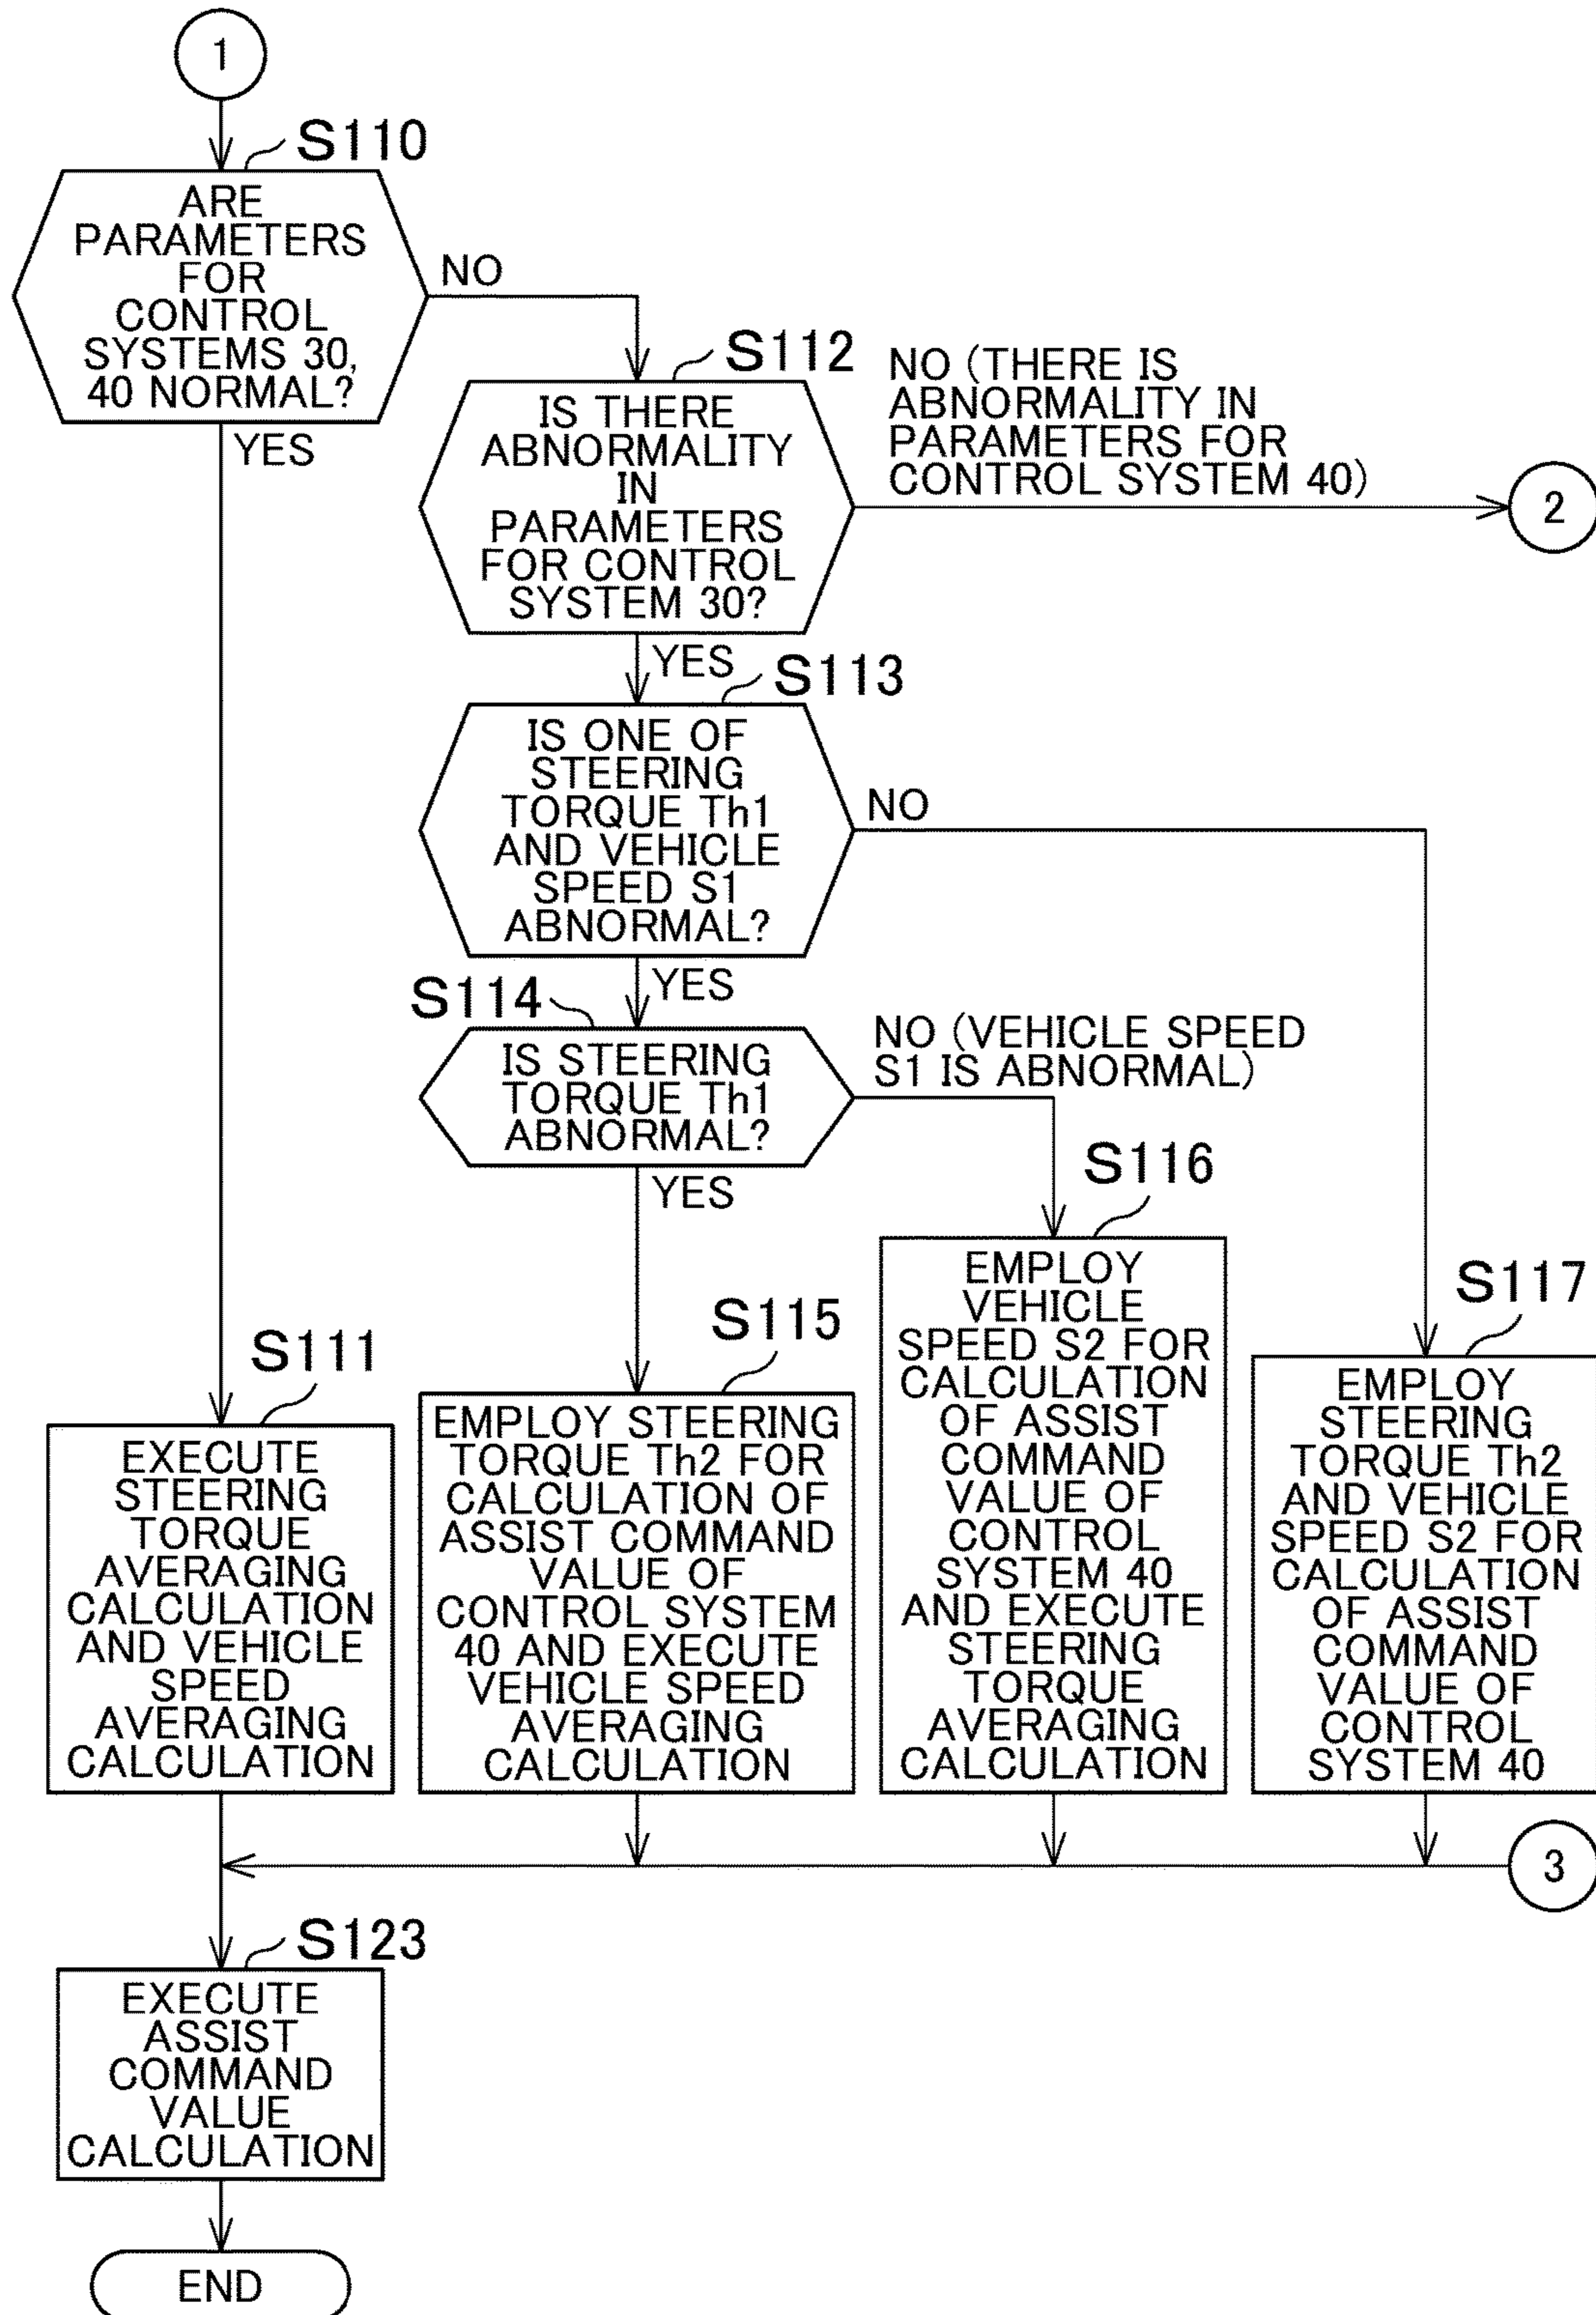 1
S110
ARE
PARAMETERS
FOR
CONTROL
SYSTEMS 30,
40 NORMAL?
NO
YES
S112
IS THERE
ABNORMALITY
IN
PARAMETERS
FOR CONTROL
SYSTEM 30?
NO (THERE IS
ABNORMALITY IN
PARAMETERS FOR
CONTROL SYSTEM 40)
2
YES
S113
IS ONE OF
STEERING
TORQUE Th1
AND VEHICLE
SPEED S1
ABNORMAL?
NO
YES
S114
IS STEERING
TORQUE Th1
ABNORMAL?
NO (VEHICLE SPEED
S1 IS ABNORMAL)
YES
S111
EXECUTE
STEERING
TORQUE
AVERAGING
CALCULATION
AND VEHICLE
SPEED
AVERAGING
CALCULATION
S115
EMPLOY STEERING
TORQUE Th2 FOR
CALCULATION OF
ASSIST COMMAND
VALUE OF
CONTROL SYSTEM
40 AND EXECUTE
VEHICLE SPEED
AVERAGING
CALCULATION
S116
EMPLOY
VEHICLE
SPEED S2 FOR
CALCULATION
OF ASSIST
COMMAND
VALUE OF
CONTROL
SYSTEM 40
AND EXECUTE
STEERING
TORQUE
AVERAGING
CALCULATION
S117
EMPLOY
STEERING
TORQUE Th2
AND VEHICLE
SPEED S2 FOR
CALCULATION
OF ASSIST
COMMAND
VALUE OF
CONTROL
SYSTEM 40
3
S123
EXECUTE
ASSIST
COMMAND
VALUE
CALCULATION
END